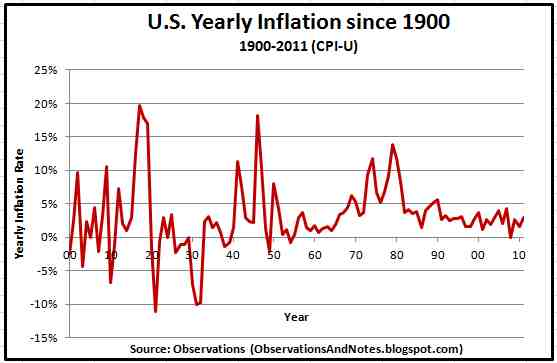 U.S. Yearly Inflation since 1900
1900-2011 (CPI-U)
25%
20%
15%
10%
5%
0%
-5%
-10%
-15%
Yearly Inflation Rate
00 10 20 30 40 50 60 70 80 90 00 10
Year
Source: Observations (ObservationsAndNotes.blogspot.com)